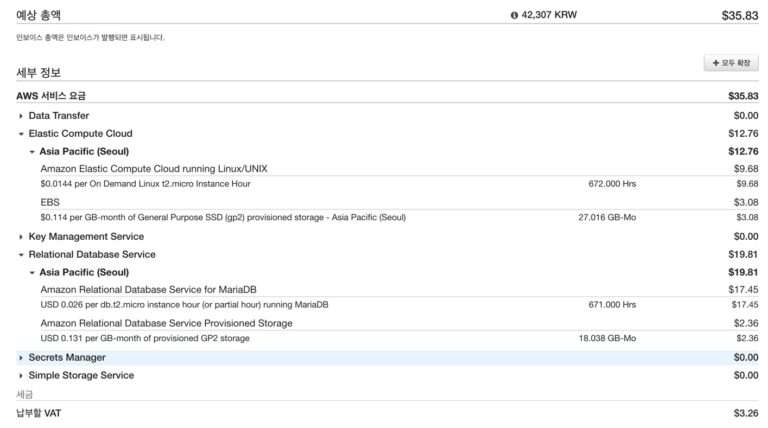 예상 총액 42,307 KRW $35.83
인보이스 총액은 인보이스가 발행되면 표시됩니다.
+ 모두 확장
세부 정보
AWS 서비스 요금 $35.83
Data Transfer $0.00
Elastic Compute Cloud $12.76
Asia Pacific (Seoul) $12.76
Amazon Elastic Compute Cloud running Linux/UNIX $9.68
$0.0144 per On Demand Linux t2.micro Instance Hour 672.000 Hrs $9.68
EBS $3.08
$0.114 per GB-month of General Purpose SSD (gp2) provisioned storage - Asia Pacific (Seoul) 27.016 GB-Mo $3.08
Key Management Service $0.00
Relational Database Service $19.81
Asia Pacific (Seoul) $19.81
Amazon Relational Database Service for MariaDB $17.45
USD 0.026 per db.t2.micro instance hour (or partial hour) running MariaDB 671.000 Hrs $17.45
Amazon Relational Database Service Provisioned Storage $2.36
USD 0.131 per GB-month of provisioned GP2 storage 18.038 GB-Mo $2.36
Secrets Manager $0.00
Simple Storage Service $0.00
세금
납부할 VAT $3.26